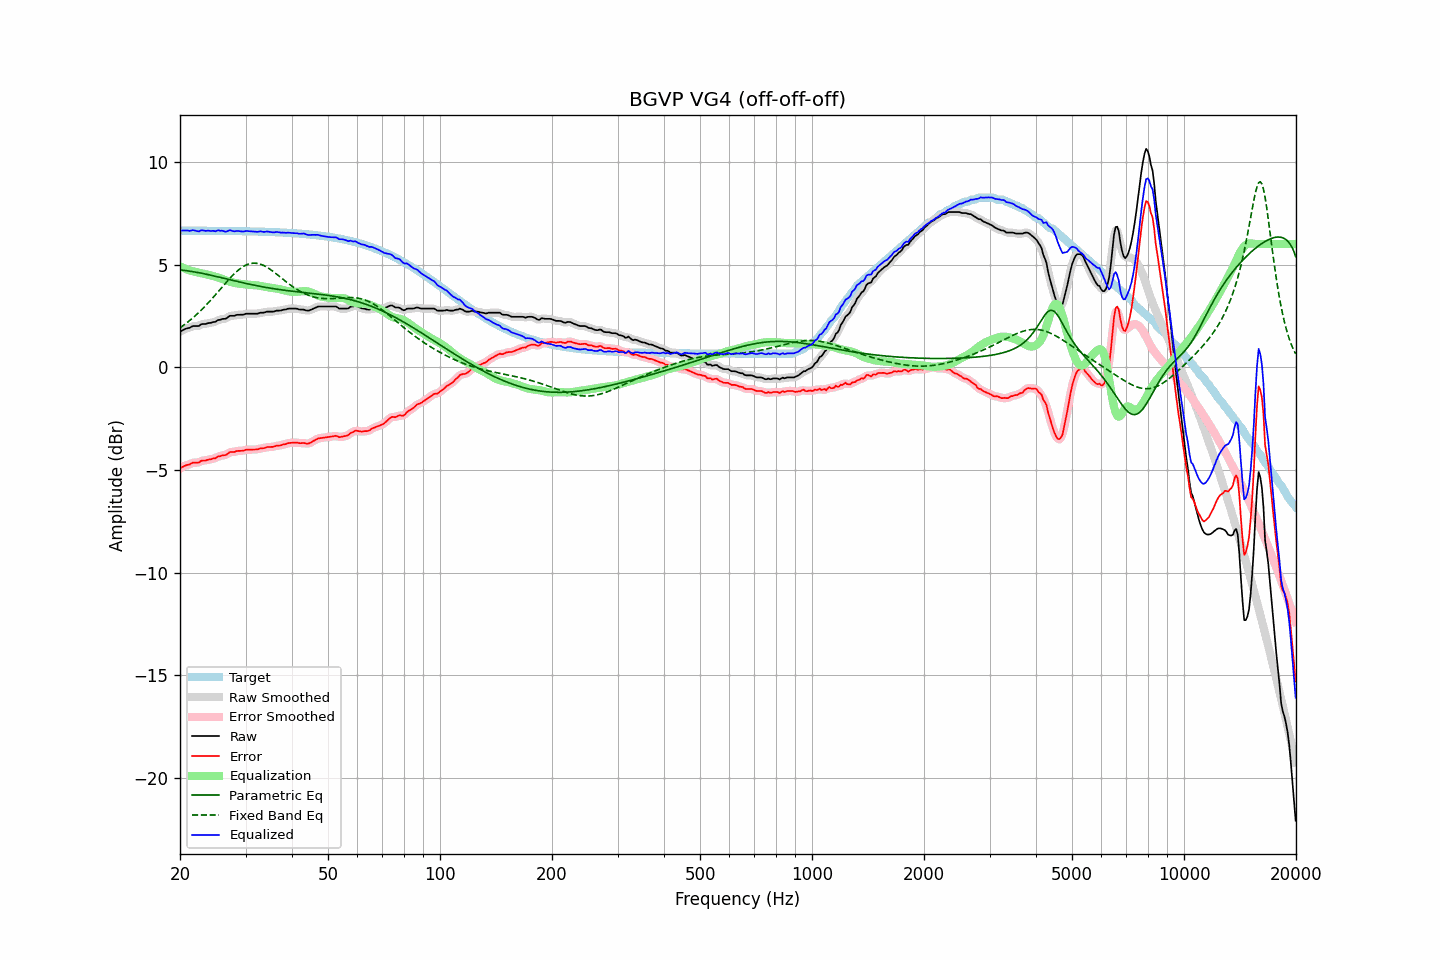 BGVP VG4 (off-off-off)
10
5
0
−5
−10
−15
−20
Amplitude (dBr)
Target
Raw Smoothed
Error Smoothed
Raw
Error
Equalization
Parametric Eq
Fixed Band Eq
Equalized
20 50 100 200 500 1000 2000 5000 10000 20000
Frequency (Hz)